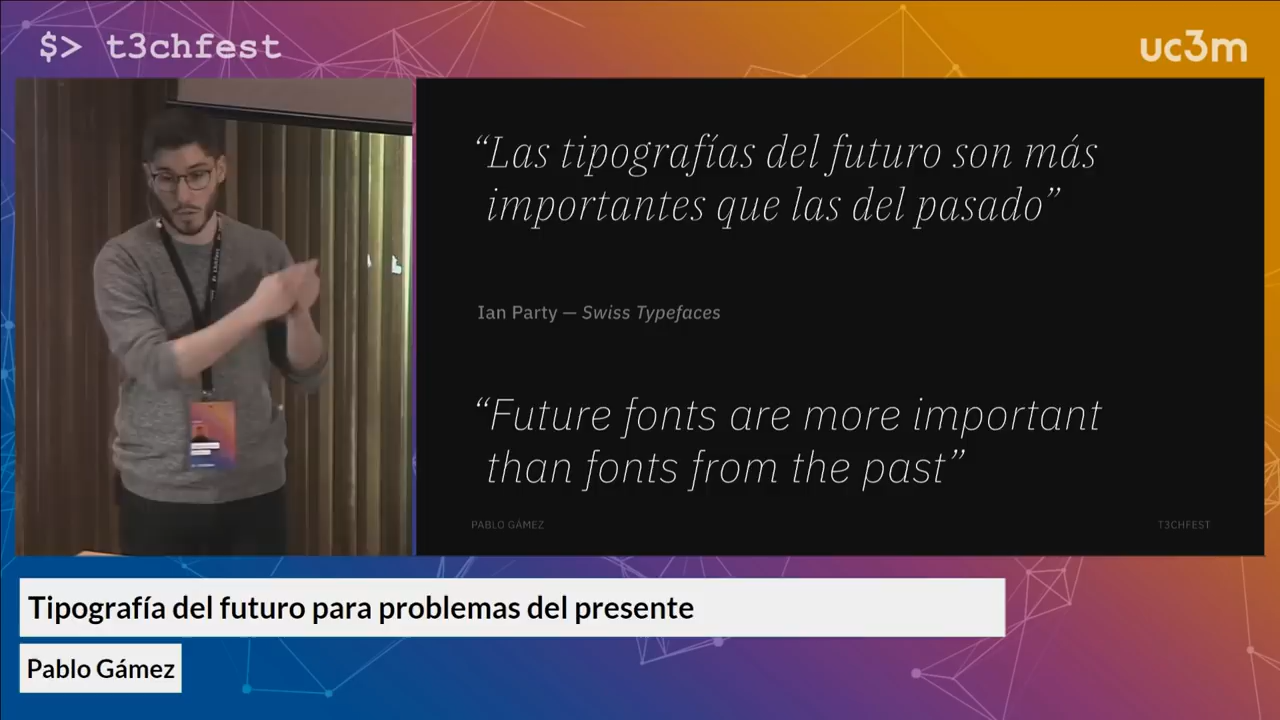 $> t3chfest
uc3m
“Las tipografías del futuro son más
importantes que las del pasado”
Ian Party — Swiss Typefaces
“Future fonts are more important
than fonts from the past”
PABLO GÁMEZ
T3CHFEST
Tipografía del futuro para problemas del presente
Pablo Gámez